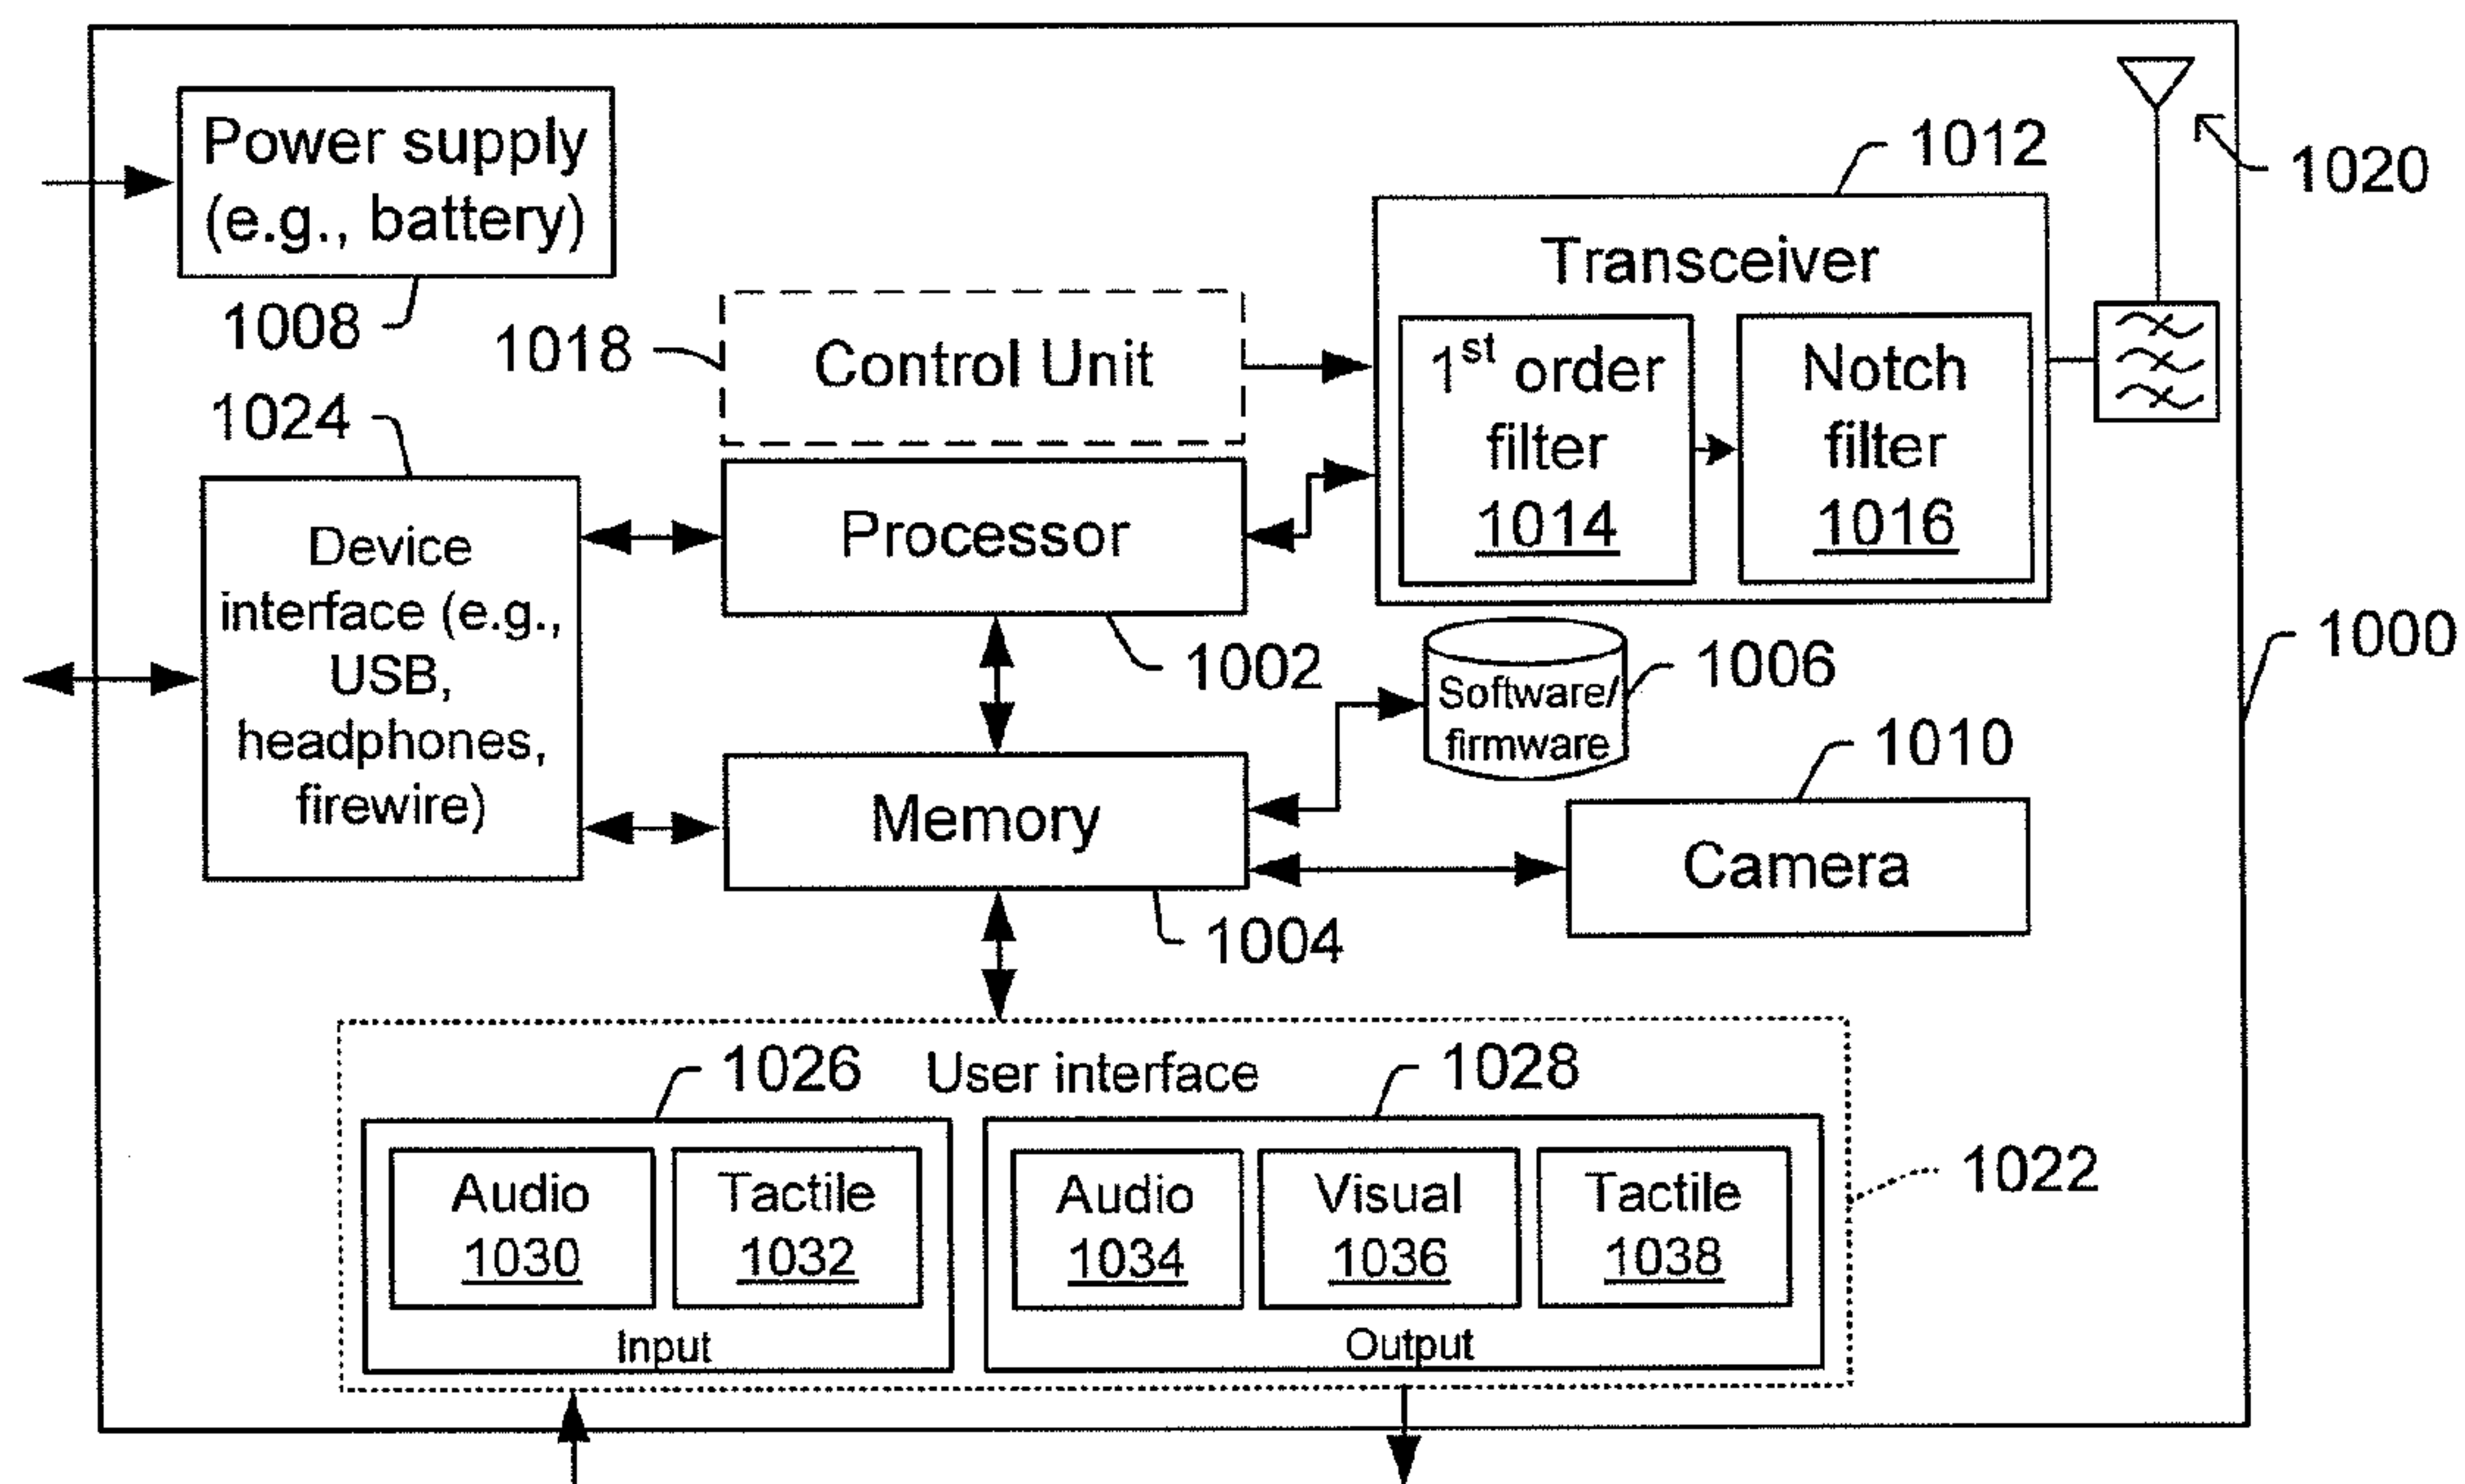 Power supply
(e.g., battery)
1008
1012
1020
Transceiver
1018
Control Unit
1st order
filter
1014
Notch
filter
1016
1024
Device
interface (e.g.,
USB,
headphones,
firewire)
Processor
1002
1000
Software/
firmware
1006
1010
Memory
1004
Camera
1026
User interface
1028
1022
Audio
1030
Tactile
1032
Input
Audio
1034
Visual
1036
Tactile
1038
Output